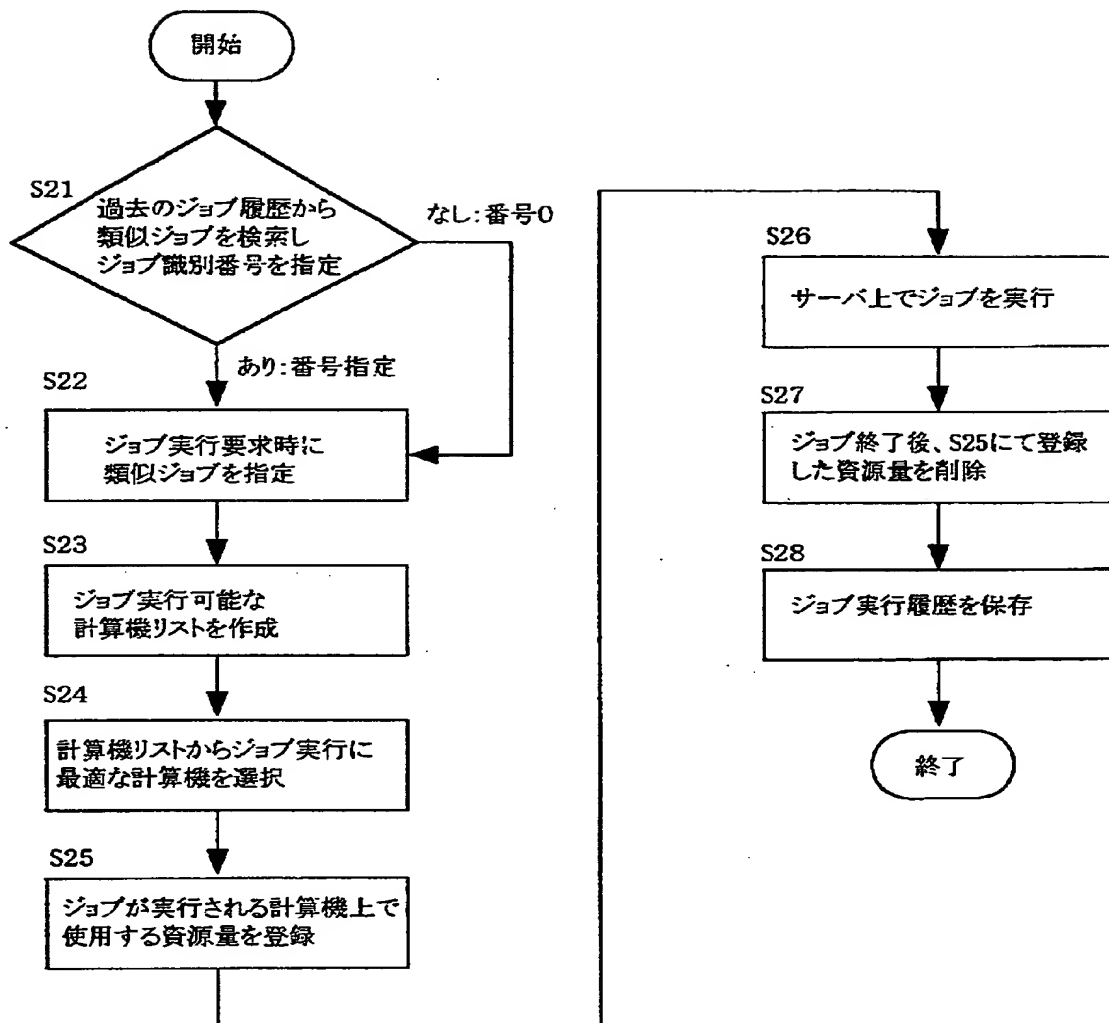 開始
S21
過去のジョブ履歴から
類似ジョブを検索し
ジョブ識別番号を指定
なし:番号0
あり:番号指定
S22
ジョブ実行要求時に
類似ジョブを指定
S23
ジョブ実行可能な
計算機リストを作成
S24
計算機リストからジョブ実行に
最適な計算機を選択
S25
ジョブが実行される計算機上で
使用する資源量を登録
S26
サーバ上でジョブを実行
S27
ジョブ終了後、S25にて登録
した資源量を削除
S28
ジョブ実行履歴を保存
終了